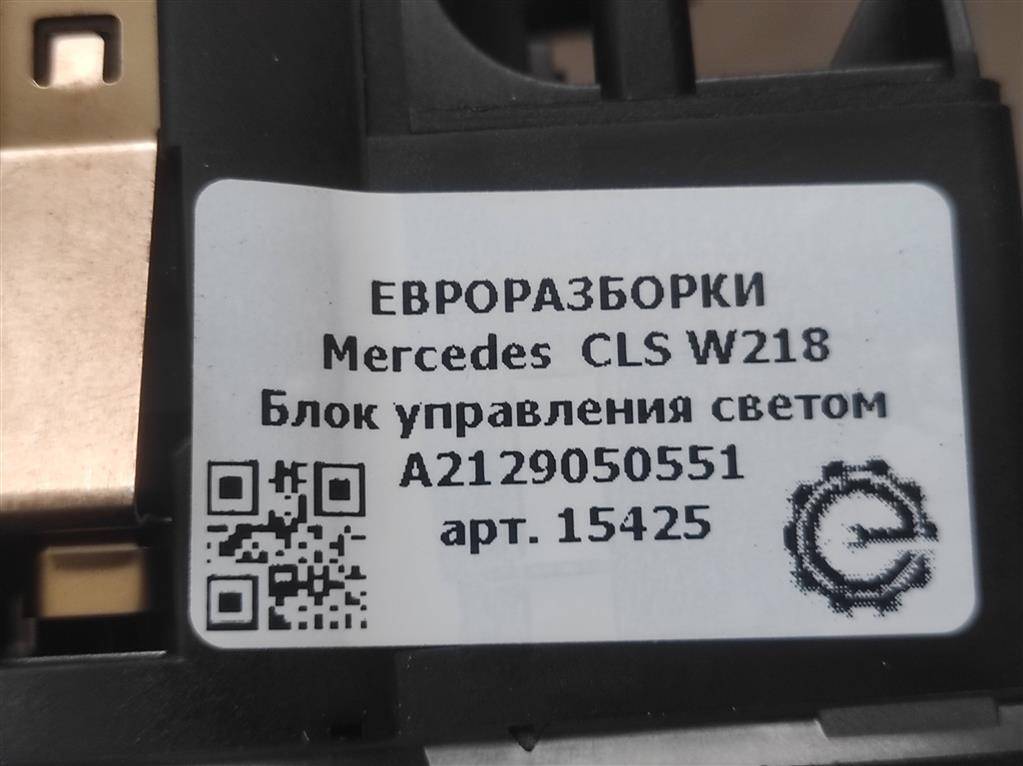 ЕВРОРАЗБОРКИ
Mercedes CLS W218
Блок управления светом
A2129050551
арт. 15425